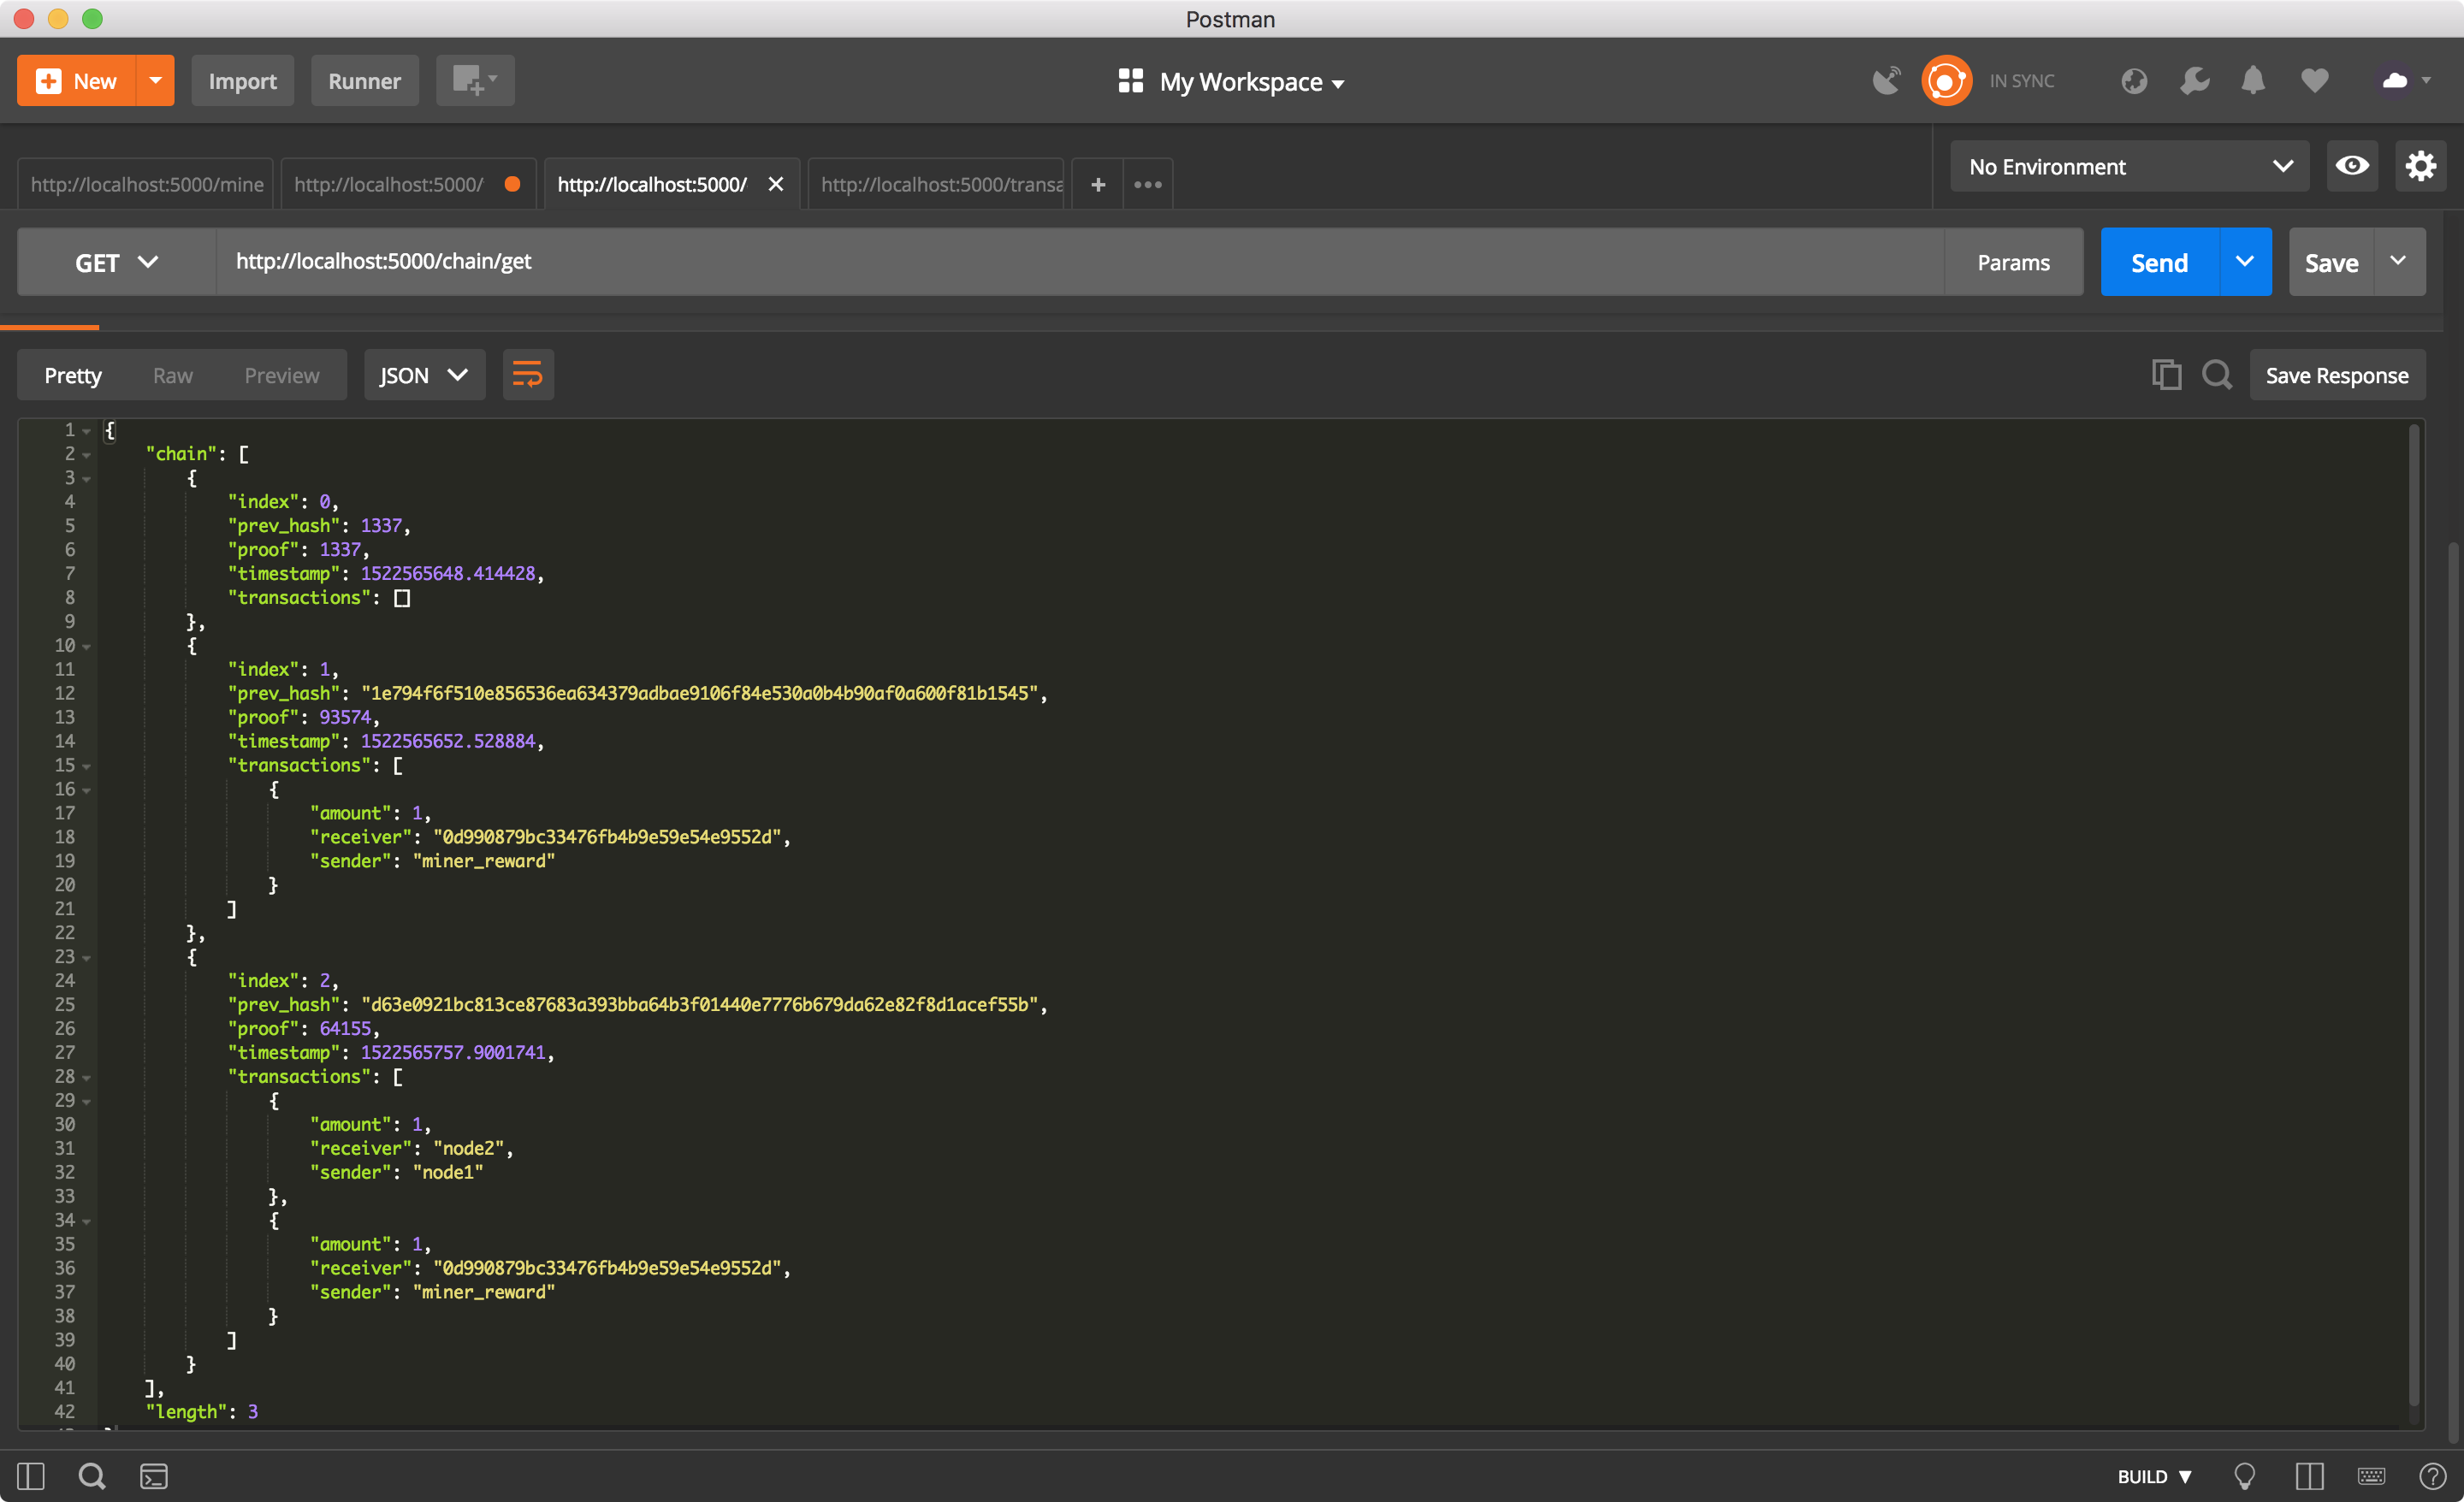 Postman
New
Import
Runner
My Workspace
IN SYNC
http://localhost:5000/mine
http://localhost:5000/
http://localhost:5000/
http://localhost:5000/transa
No Environment
GET
http://localhost:5000/chain/get
Params
Send
Save
Pretty
Raw
Preview
JSON
Save Response
1 {
2 "chain": [
3 {
4 "index": 0,
5 "prev_hash": 1337,
6 "proof": 1337,
7 "timestamp": 1522565648.414428,
8 "transactions": []
9 },
10 {
11 "index": 1,
12 "prev_hash": "1e794f6f510e856536ea634379adbae9106f84e530a0b4b90af0a600f81b1545",
13 "proof": 93574,
14 "timestamp": 1522565652.528884,
15 "transactions": [
16 {
17 "amount": 1,
18 "receiver": "0d990879bc33476fb4b9e59e54e9552d",
19 "sender": "miner_reward"
20 }
21 ]
22 },
23 {
24 "index": 2,
25 "prev_hash": "d63e0921bc813ce87683a393bba64b3f01440e7776b679da62e82f8d1acef55b",
26 "proof": 64155,
27 "timestamp": 1522565757.9001741,
28 "transactions": [
29 {
30 "amount": 1,
31 "receiver": "node2",
32 "sender": "node1"
33 },
34 {
35 "amount": 1,
36 "receiver": "0d990879bc33476fb4b9e59e54e9552d",
37 "sender": "miner_reward"
38 }
39 ]
40 }
41 ],
42 "length": 3
BUILD